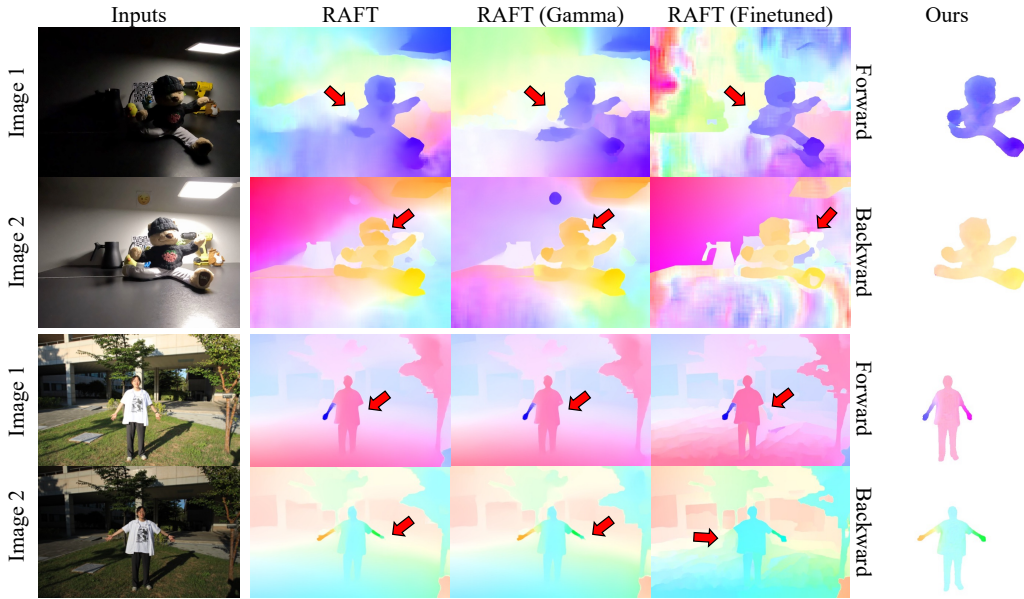 Inputs
RAFT
RAFT (Gamma)
RAFT (Finetuned)
Ours
Image 1
Forward
Image 2
Backward
Image 1
Forward
Image 2
Backward